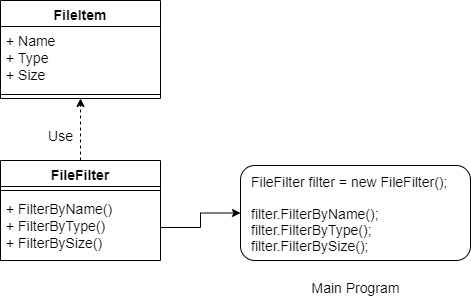 FileItem
+ Name
+ Type
+ Size
Use
FileFilter
+ FilterByName()
+ FilterByType()
+ FilterBySize()
FileFilter filter = new FileFilter();
filter.FilterByName();
filter.FilterByType();
filter.FilterBySize();
Main Program